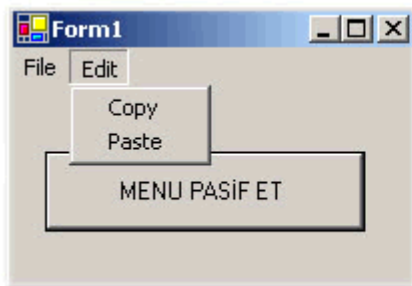 Form1
File Edit
Copy
Paste
MENU PASİF ET